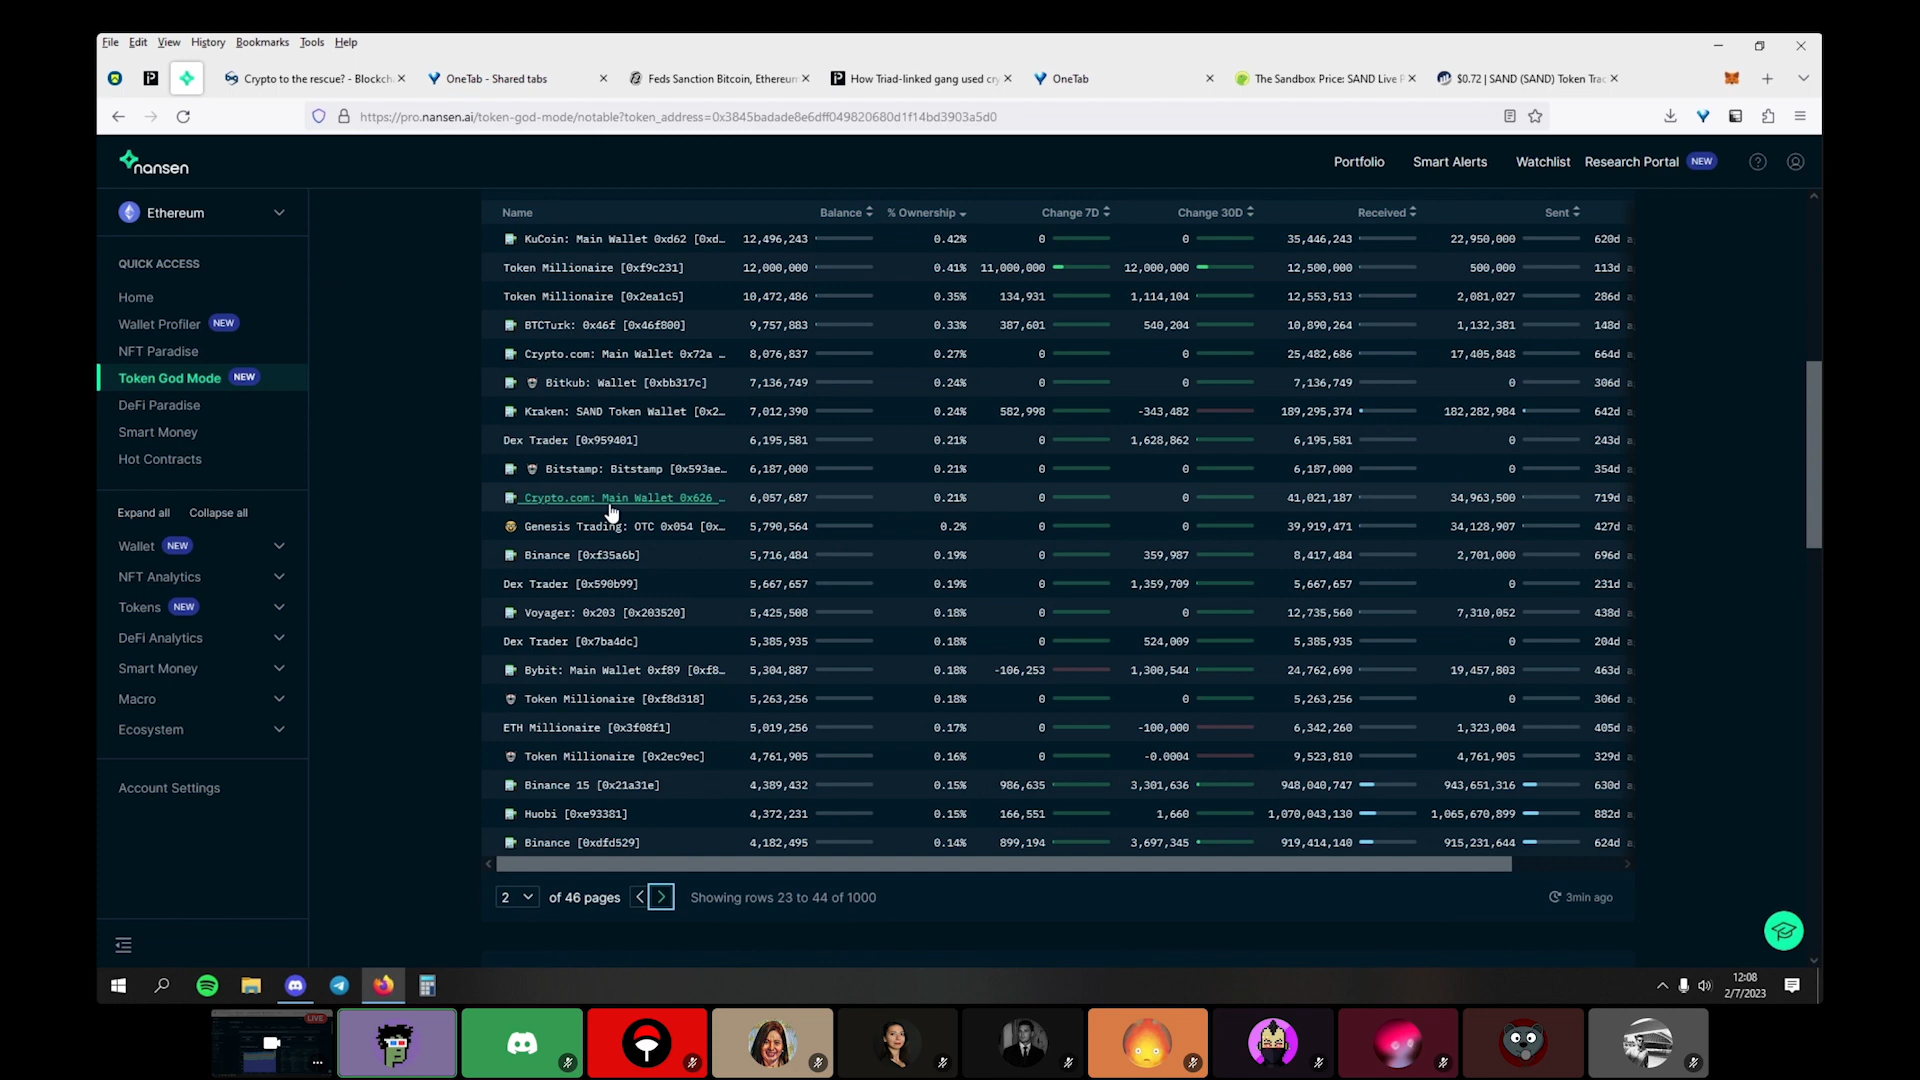 File Edit View History Bookmarks Tools Help
Crypto to the rescue? - Blockch
OneTab - Shared tabs
Feds Sanction Bitcoin, Ethereum
How Triad-linked gang used cry
OneTab
The Sandbox Price: SAND Live P
$0.72 | SAND (SAND) Token Trac
https://pro.nansen.ai/token-god-mode/notable?token_address=0x3845badade8e6dff049820680d1f14bd3903a5d0
nansen
Portfolio Smart Alerts Watchlist Research Portal NEW
Ethereum
QUICK ACCESS
Home
Wallet Profiler NEW
NFT Paradise
Token God Mode NEW
DeFi Paradise
Smart Money
Hot Contracts
Expand all Collapse all
Wallet NEW
NFT Analytics
Tokens NEW
DeFi Analytics
Smart Money
Macro
Ecosystem
Account Settings
Name Balance % Ownership Change 7D Change 30D Received Sent
KuCoin: Main Wallet 0xd62 [0xd… 12,496,243 0.42% 0 0 35,446,243 22,950,000 620d a
Token Millionaire [0xf9c231] 12,000,000 0.41% 11,000,000 12,000,000 12,500,000 500,000 113d a
Token Millionaire [0x2ea1c5] 10,472,486 0.35% 134,931 1,114,104 12,553,513 2,081,027 286d a
BTCTurk: 0x46f [0x46f800] 9,757,883 0.33% 387,601 540,204 10,890,264 1,132,381 148d a
Crypto.com: Main Wallet 0x72a … 8,076,837 0.27% 0 0 25,482,686 17,405,848 664d a
Bitkub: Wallet [0xbb317c] 7,136,749 0.24% 0 0 7,136,749 0 306d a
Kraken: SAND Token Wallet [0x2… 7,012,390 0.24% 582,998 -343,482 189,295,374 182,282,984 642d a
Dex Trader [0x959401] 6,195,581 0.21% 0 1,628,862 6,195,581 0 243d a
Bitstamp: Bitstamp [0x593ae… 6,187,000 0.21% 0 0 6,187,000 0 354d a
Crypto.com: Main Wallet 0x626 … 6,057,687 0.21% 0 0 41,021,187 34,963,500 719d a
Genesis Trading: OTC 0x054 [0x… 5,790,564 0.2% 0 0 39,919,471 34,128,907 427d a
Binance [0xf35a6b] 5,716,484 0.19% 0 359,987 8,417,484 2,701,000 696d a
Dex Trader [0x590b99] 5,667,657 0.19% 0 1,359,709 5,667,657 0 231d a
Voyager: 0x203 [0x203520] 5,425,508 0.18% 0 0 12,735,560 7,310,052 438d a
Dex Trader [0x7ba4dc] 5,385,935 0.18% 0 524,009 5,385,935 0 204d a
Bybit: Main Wallet 0xf89 [0xf8… 5,304,887 0.18% -106,253 1,300,544 24,762,690 19,457,803 463d a
Token Millionaire [0xf8d318] 5,263,256 0.18% 0 0 5,263,256 0 306d a
ETH Millionaire [0x3f08f1] 5,019,256 0.17% 0 -100,000 6,342,260 1,323,004 405d a
Token Millionaire [0x2ec9ec] 4,761,905 0.16% 0 -0.0004 9,523,810 4,761,905 329d a
Binance 15 [0x21a31e] 4,389,432 0.15% 986,635 3,301,636 948,040,747 943,651,316 630d a
Huobi [0xe93381] 4,372,231 0.15% 166,551 1,660 1,070,043,130 1,065,670,899 882d a
Binance [0xdfd529] 4,182,495 0.14% 899,194 3,697,345 919,414,140 915,231,644 624d a
2 of 46 pages Showing rows 23 to 44 of 1000 3min ago
12:08
2/7/2023
LIVE